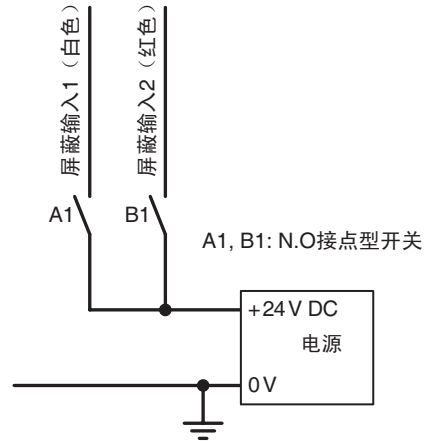 屏蔽输入1（白色）
屏蔽输入2（红色）
A1
B1
A1, B1: N.O接点型开关
+24V DC
电源
0V